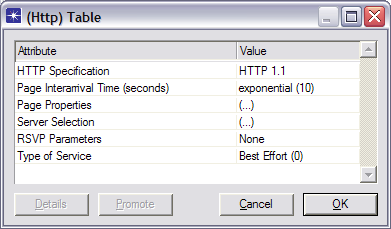 (Http) Table
Attribute Value
HTTP Specification HTTP 1.1
Page Interarrival Time (seconds) exponential (10)
Page Properties (...)
Server Selection (...)
RSVP Parameters None
Type of Service Best Effort (0)
Details Promote Cancel OK